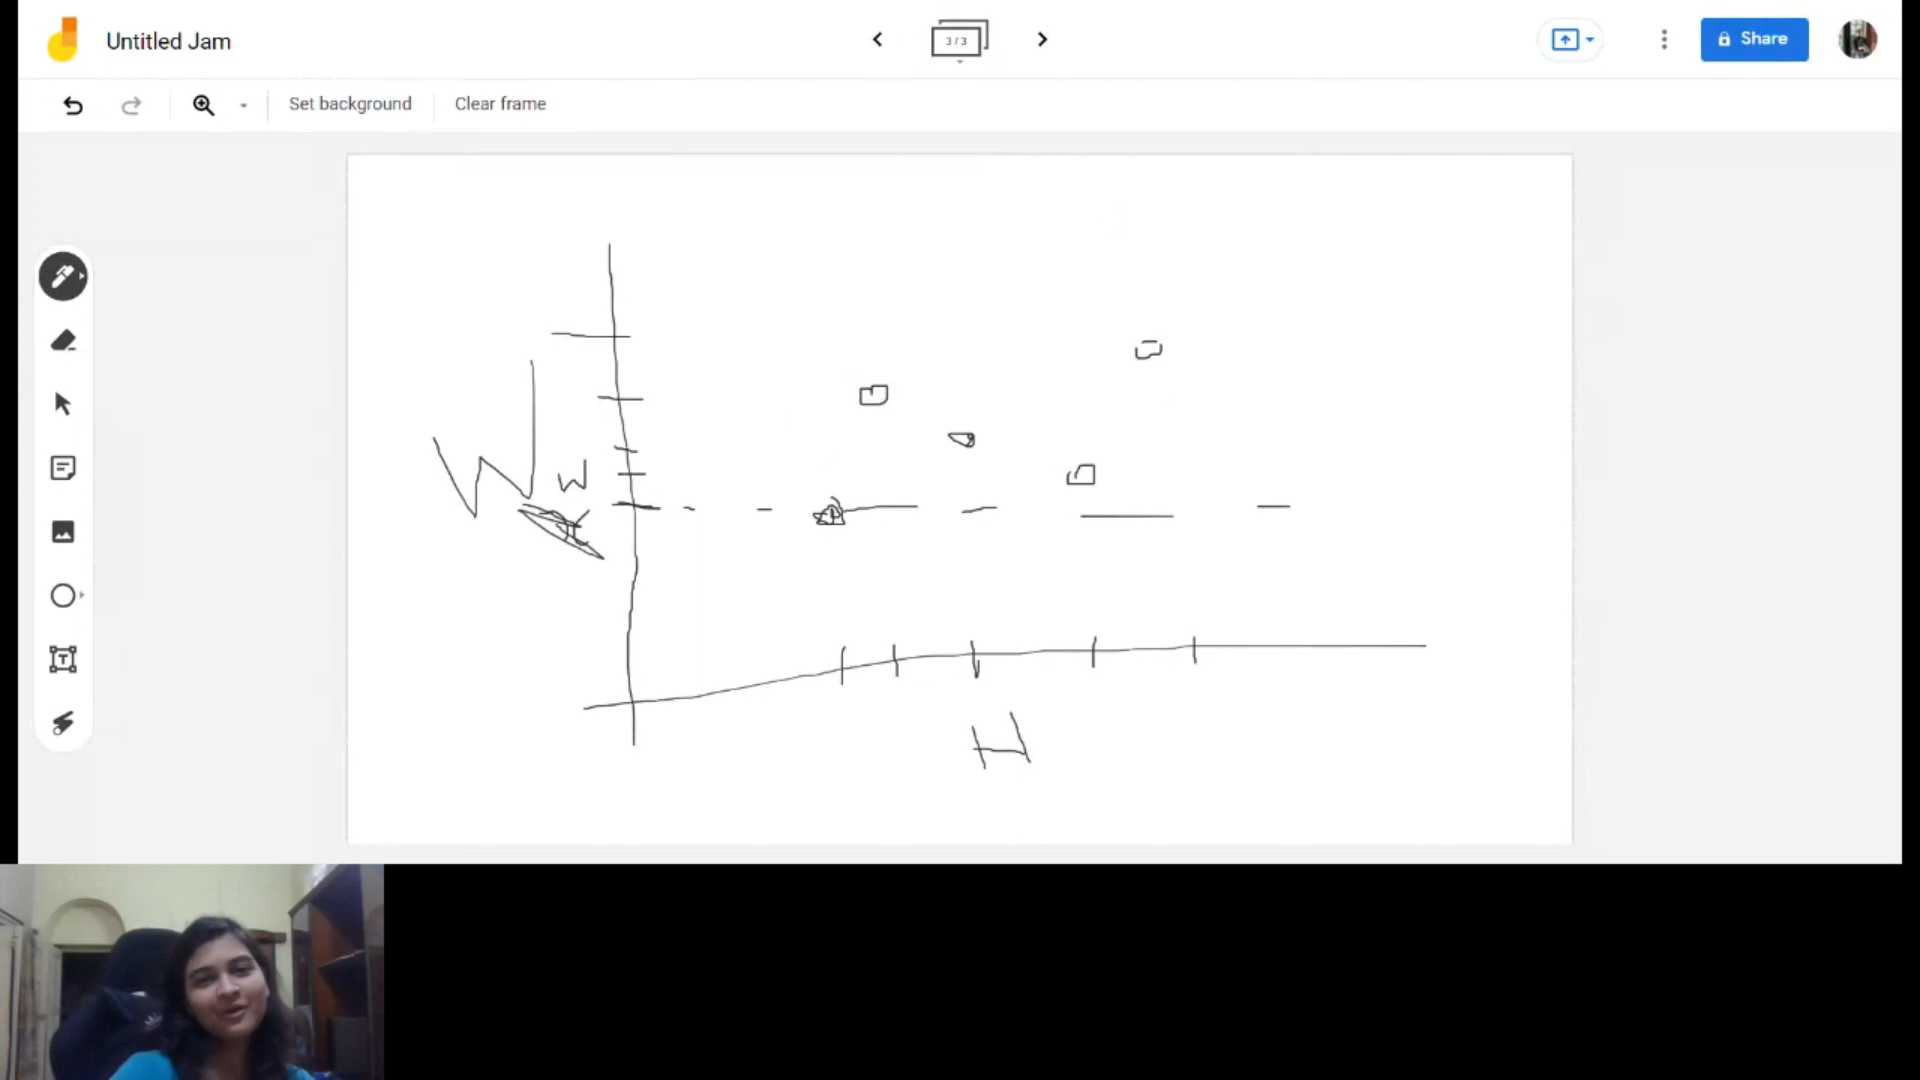 Untitled Jam
3 / 3
Share
Set background
Clear frame
W
W
H